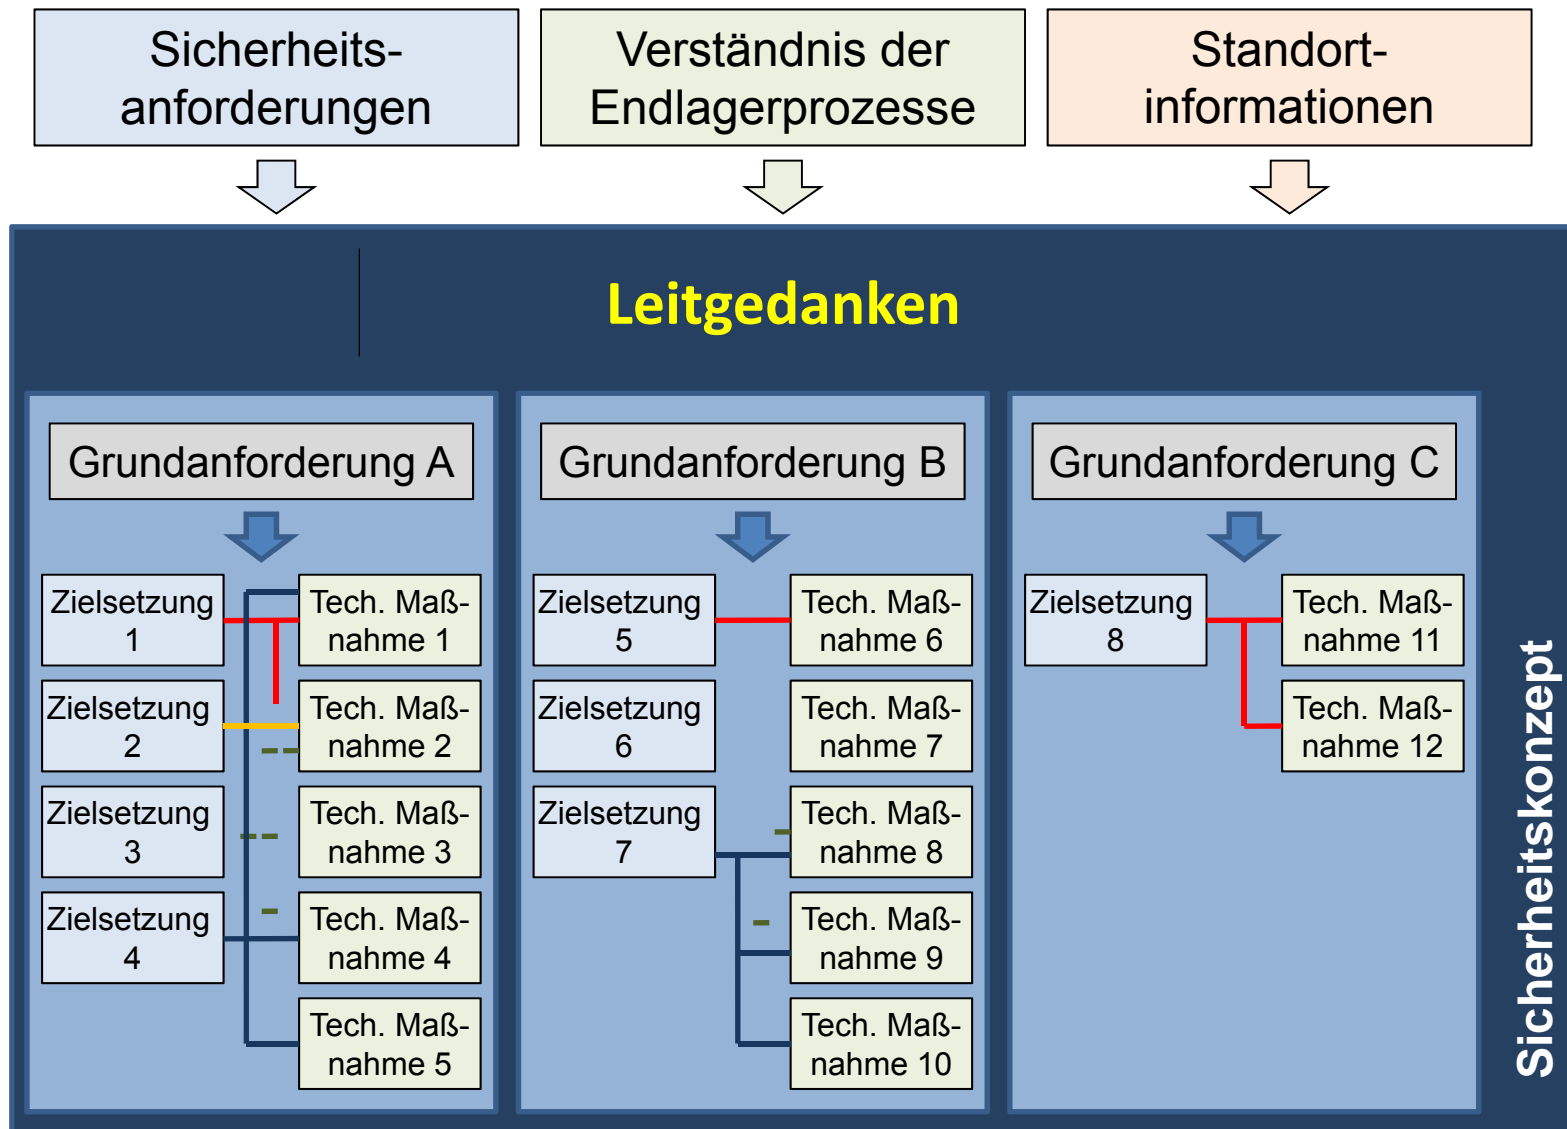 Sicherheits-
anforderungen
Verständnis der
Endlagerprozesse
Standort-
informationen
Leitgedanken
Grundanforderung A
Zielsetzung
1
Tech. Maß-
nahme 1
Zielsetzung
2
Tech. Maß-
nahme 2
Zielsetzung
3
Tech. Maß-
nahme 3
Zielsetzung
4
Tech. Maß-
nahme 4
Tech. Maß-
nahme 5
Grundanforderung B
Zielsetzung
5
Tech. Maß-
nahme 6
Zielsetzung
6
Tech. Maß-
nahme 7
Zielsetzung
7
Tech. Maß-
nahme 8
Tech. Maß-
nahme 9
Tech. Maß-
nahme 10
Grundanforderung C
Zielsetzung
8
Tech. Maß-
nahme 11
Tech. Maß-
nahme 12
Sicherheitskonzept